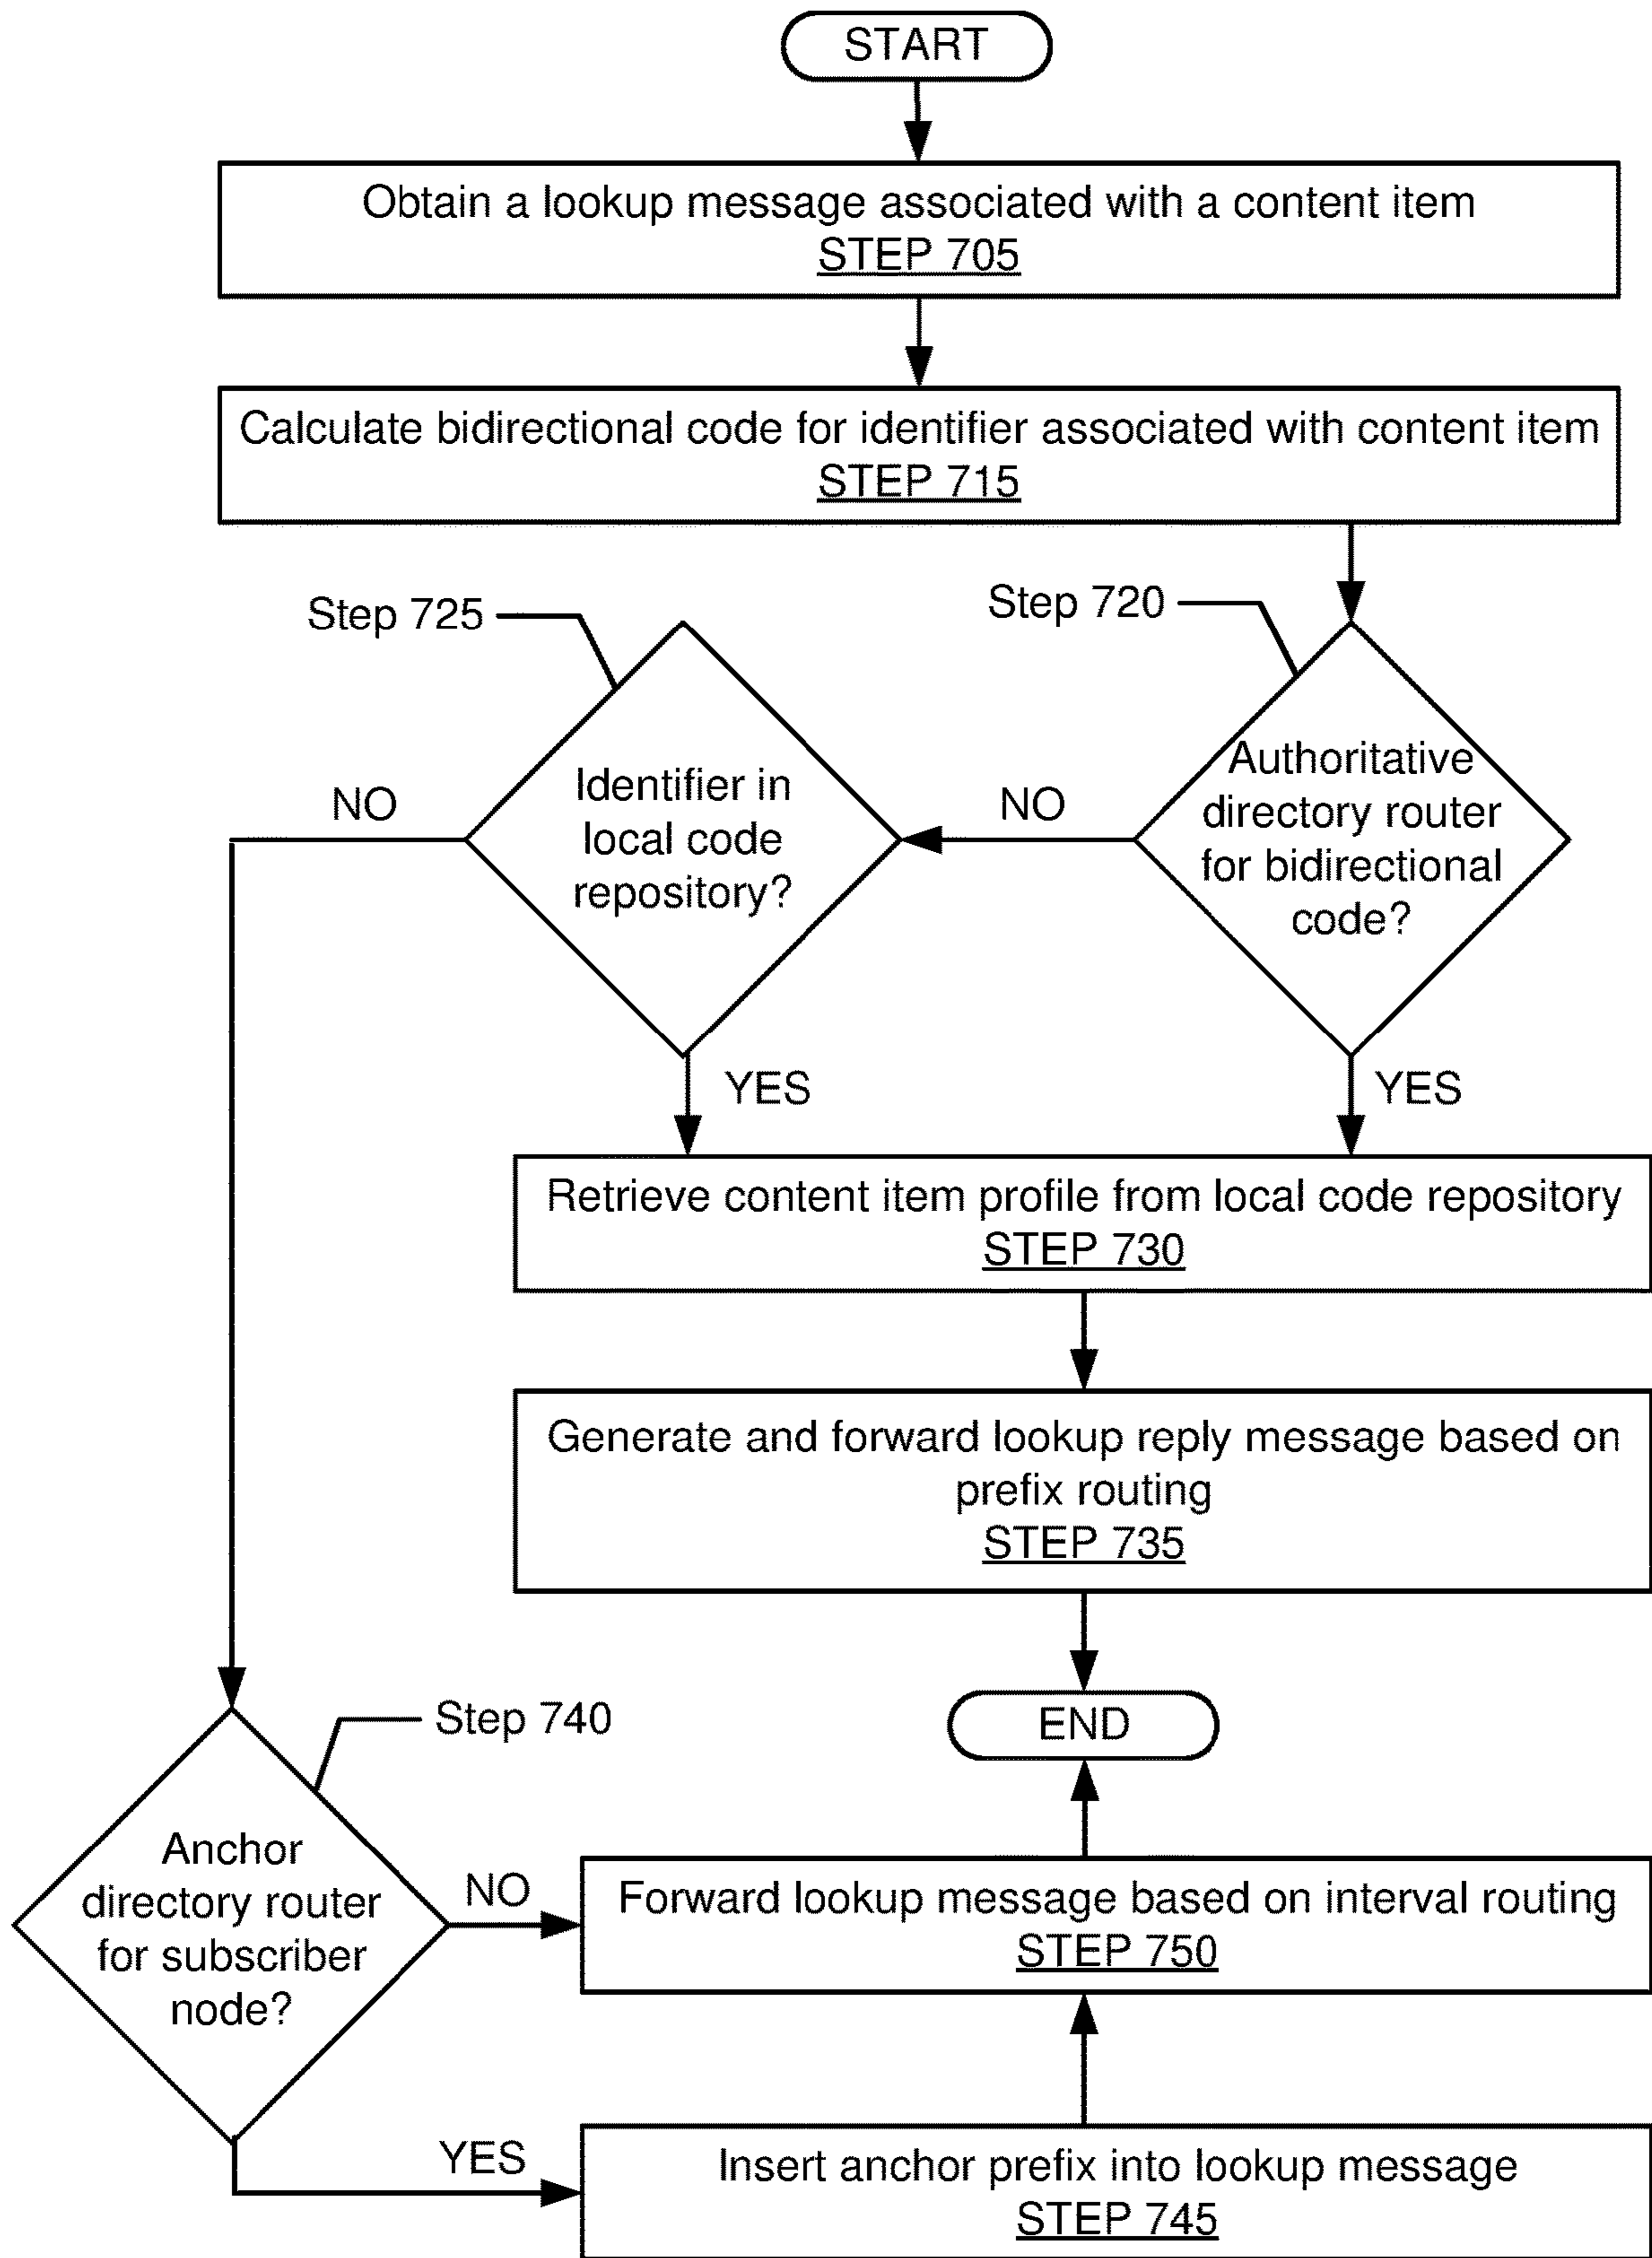 START
Obtain a lookup message associated with a content item
STEP 705
Calculate bidirectional code for identifier associated with content item
STEP 715
Step 725
Step 720
Identifier in
local code
repository?
Authoritative
directory router
for bidirectional
code?
NO
NO
YES
YES
Retrieve content item profile from local code repository
STEP 730
Generate and forward lookup reply message based on
prefix routing
STEP 735
Step 740
END
Anchor
directory router
for subscriber
node?
NO
Forward lookup message based on interval routing
STEP 750
YES
Insert anchor prefix into lookup message
STEP 745